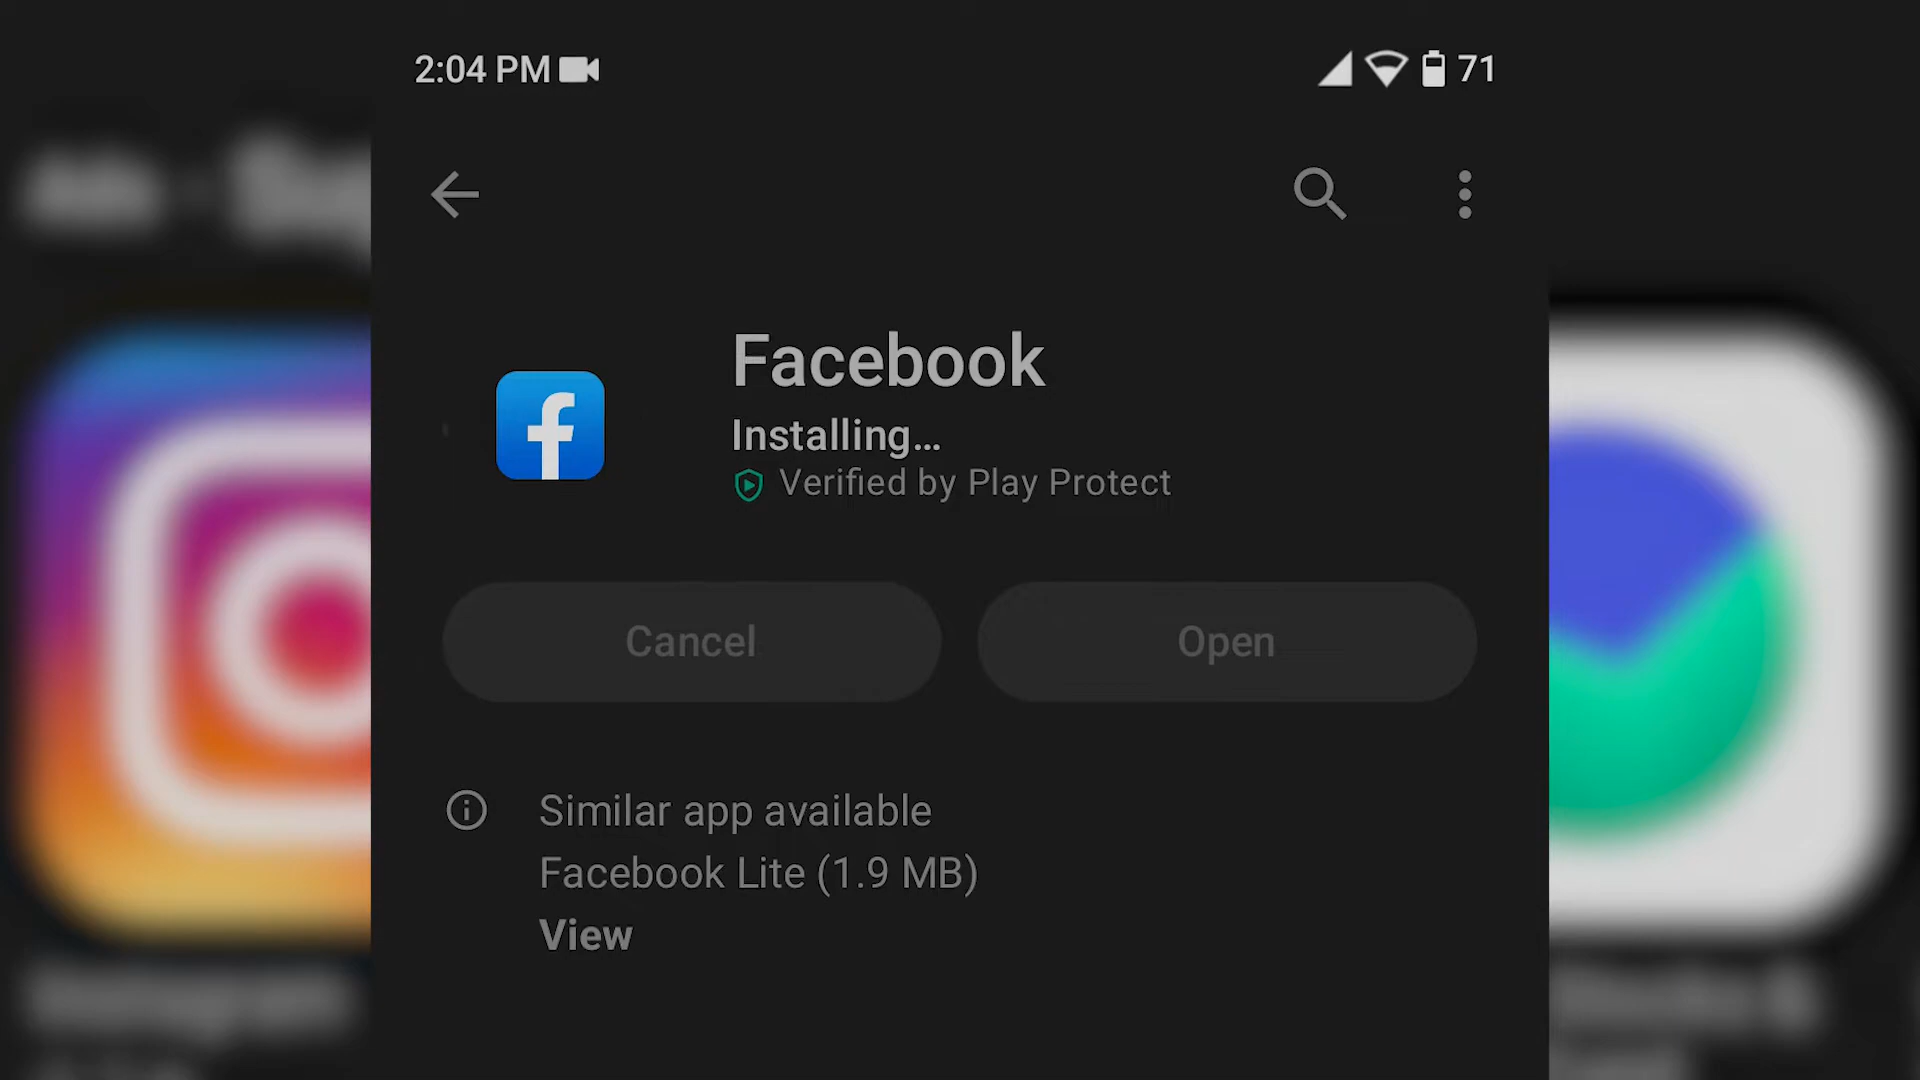 2:04 PM
71
Facebook
Installing...
Verified by Play Protect
Cancel
Open
Similar app available
Facebook Lite (1.9 MB)
View
Instagram